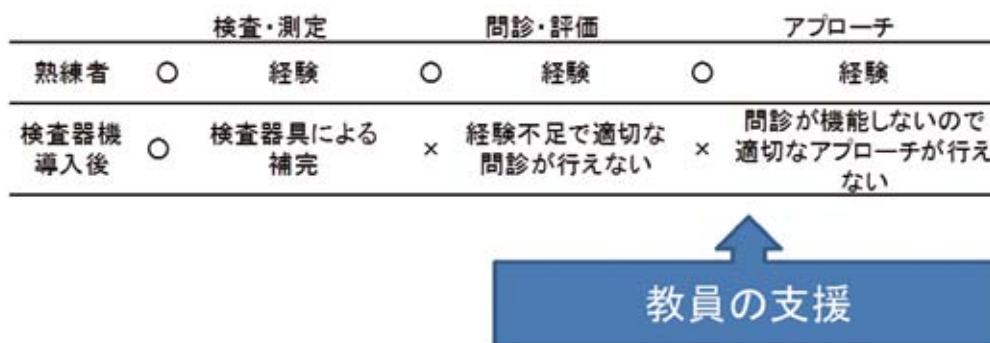 検査・測定 問診・評価 アプローチ
熟練者 ○ 経験 ○ 経験 ○ 経験
検査器機
導入後
○
検査器具による
補完
×
経験不足で適切な
問診が行えない
×
問診が機能しないので
適切なアプローチが行え
ない
教員の支援